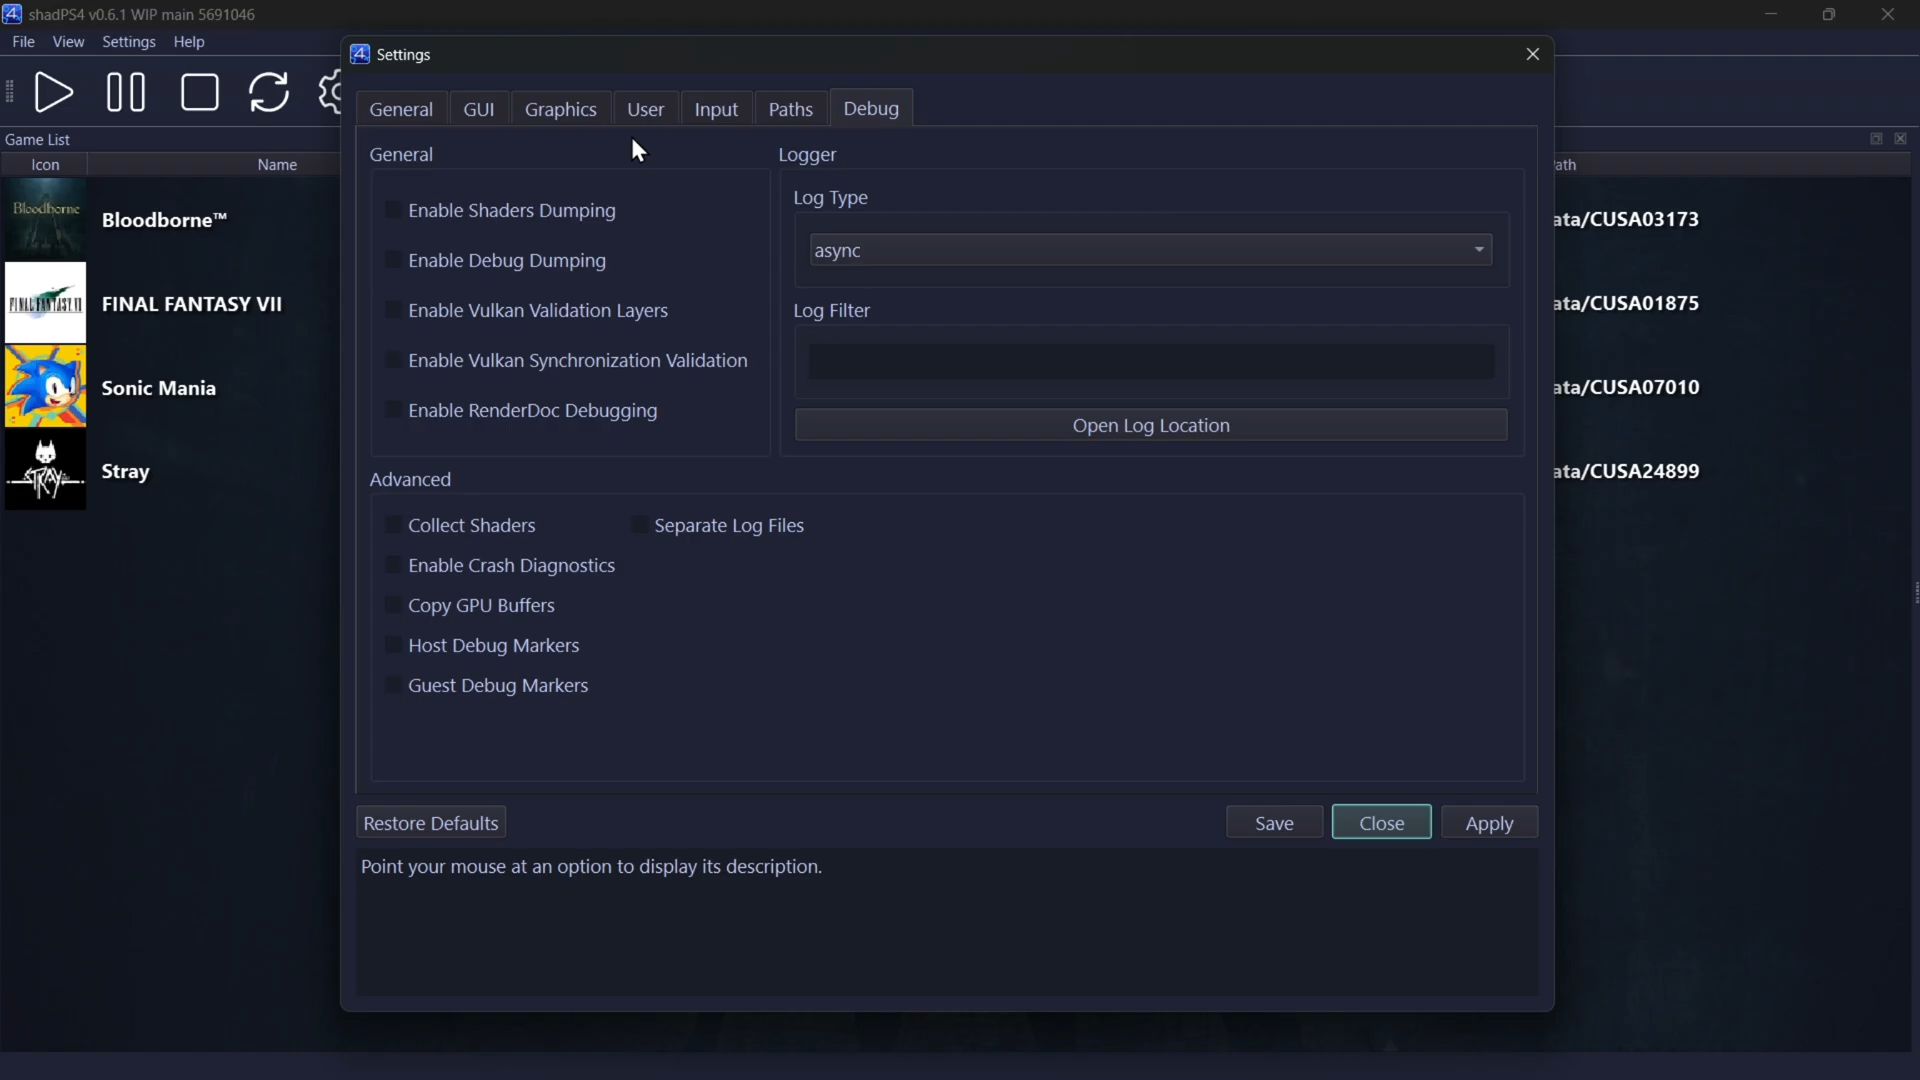 shadPS4 v0.6.1 WIP main 5691046
File View Settings Help
Settings
General GUI Graphics User Input Paths Debug
Game List
Icon Name
ath
Bloodborne
Bloodborne™
ata/CUSA03173
FINAL FANTASY VII
FINAL FANTASY VII
ata/CUSA01875
Sonic Mania
ata/CUSA07010
STRAY
Stray
ata/CUSA24899
General
Enable Shaders Dumping
Enable Debug Dumping
Enable Vulkan Validation Layers
Enable Vulkan Synchronization Validation
Enable RenderDoc Debugging
Logger
Log Type
async
Log Filter
Open Log Location
Advanced
Collect Shaders Separate Log Files
Enable Crash Diagnostics
Copy GPU Buffers
Host Debug Markers
Guest Debug Markers
Restore Defaults Save Close Apply
Point your mouse at an option to display its description.